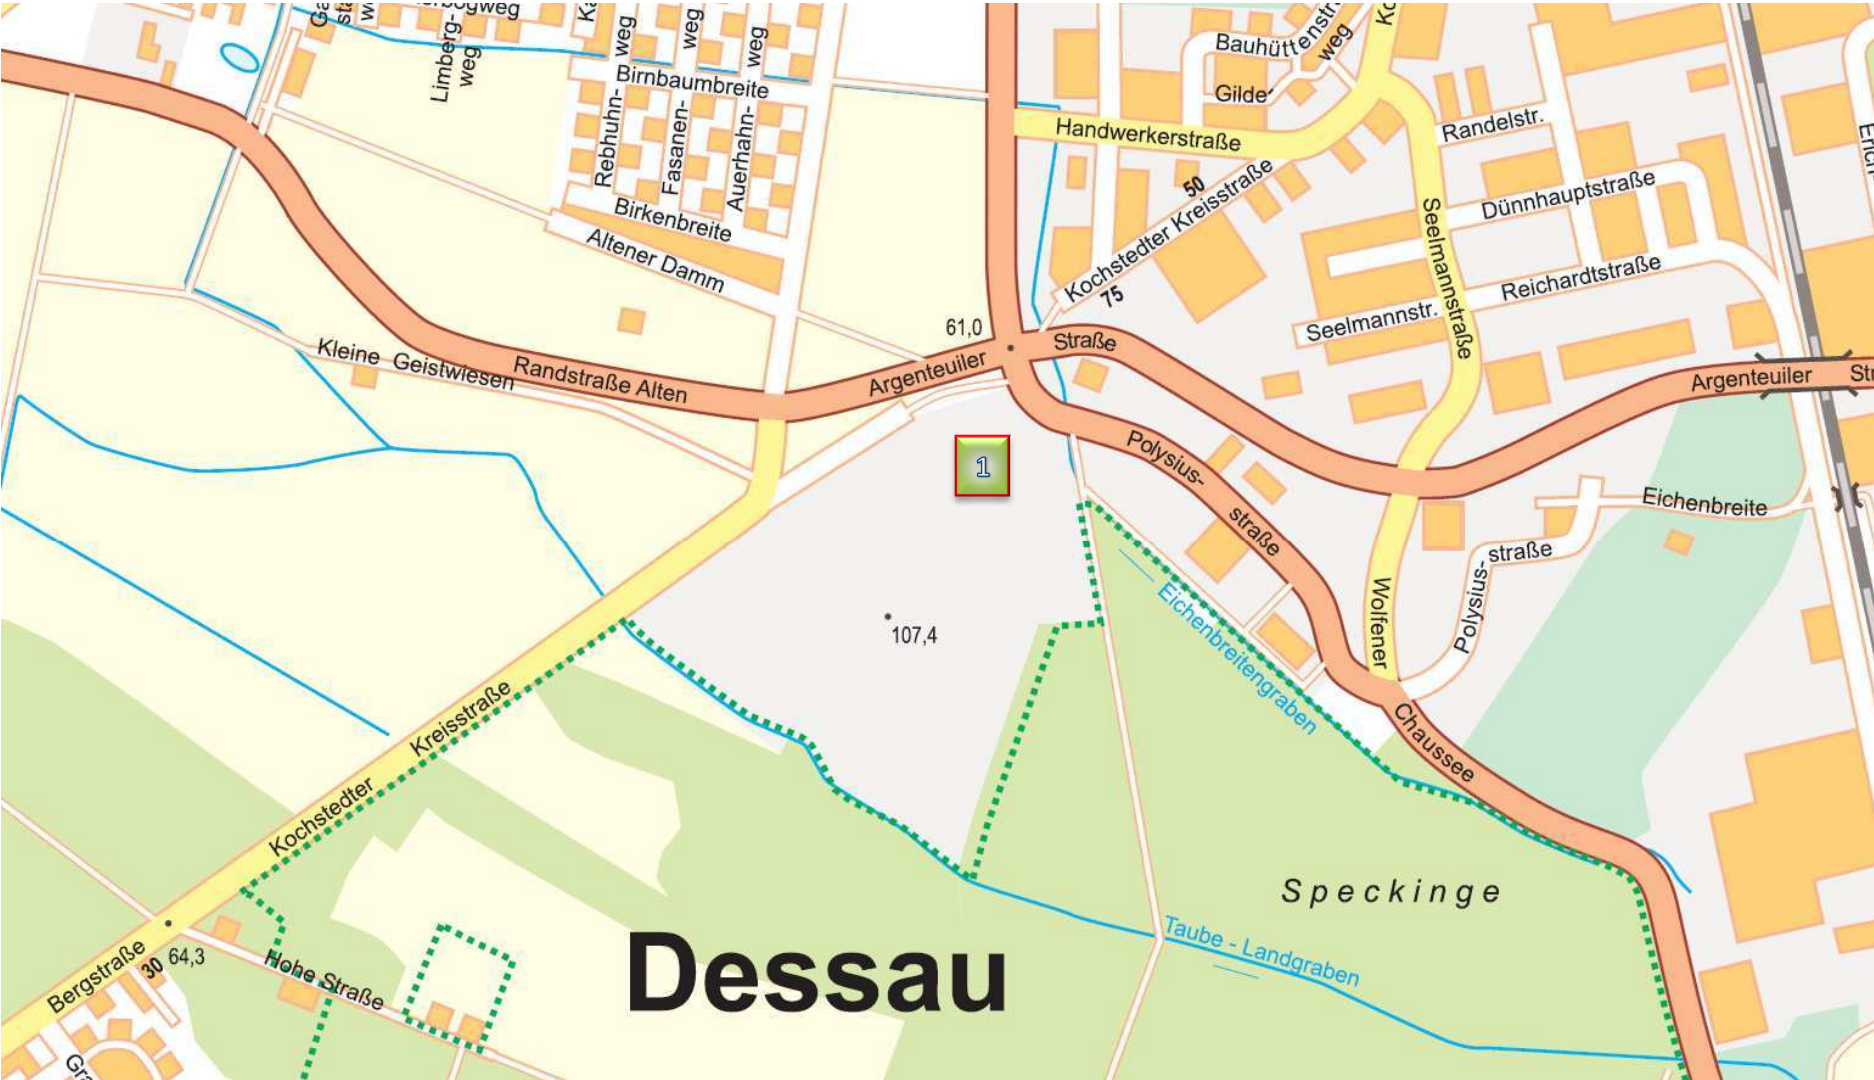 Limberg-
weg
Rebhuhn-
weg
Fasanen-
weg
Auerhahn-
weg
Birnbaumbreite
Birkenbreite
Altener Damm
Bauhüttenstr.
weg
Gilde
Handwerkerstraße
Randelstr.
50
Kochstedter Kreisstraße
75
Dünnhauptstraße
Seelmannstraße
Reichardtstraße
Seelmannstr.
61,0
Kleine Geistwiesen
Randstraße Alten
Argenteuiler
Straße
Argenteuiler
Str
1
Polysius-
straße
Eichenbreite
Polysius-
straße
Wolfener
Eichenbreitengraben
107,4
Kochstedter
Kreisstraße
Chaussee
Speckinge
Taube - Landgraben
Dessau
Bergstraße
30
64,3
Hohe Straße
Gra